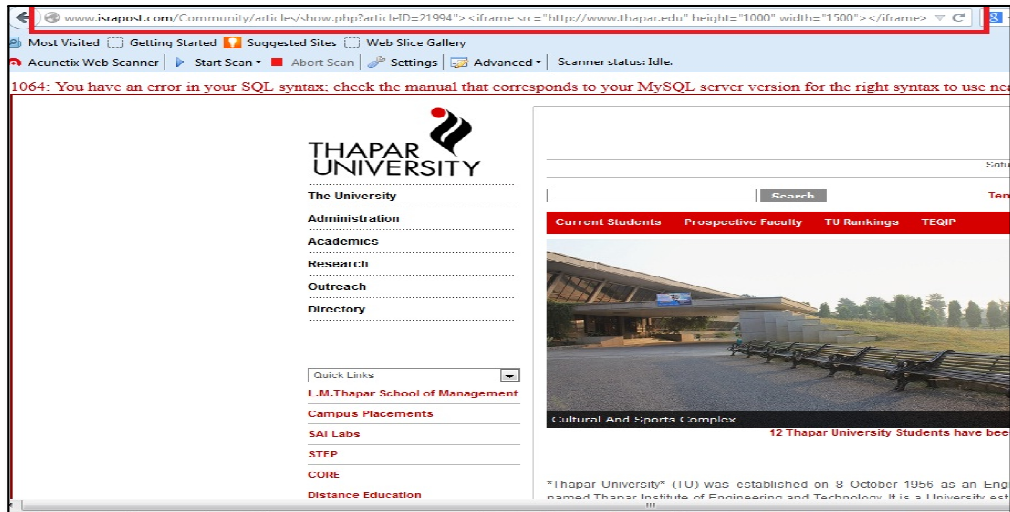 www.israpost.com/Community/articles/show.php?articleID=21994"><iframe src="http://www.thapar.edu" height="1000" width="1500"></iframe>
Most Visited Getting Started Suggested Sites Web Slice Gallery
Acunetix Web Scanner Start Scan Abort Scan Settings Advanced Scanner status: Idle.
1064: You have an error in your SQL syntax; check the manual that corresponds to your MySQL server version for the right syntax to use nea
THAPAR
UNIVERSITY
Satu
The University
Search
Ten
Administration
Current Students Prospective Faculty TU Rankings TEQIP
Academics
Research
Outreach
Directory
Quick Links
L.M.Thapar School of Management
Campus Placements
Cultural And Sports Complex
SAI Labs
12 Thapar University Students have bee
STEP
CORE
Distance Education
*Thapar University* (TU) was established on 8 October 1956 as an Engi
named Thapar Institute of Engineering and Technology. It is a University est